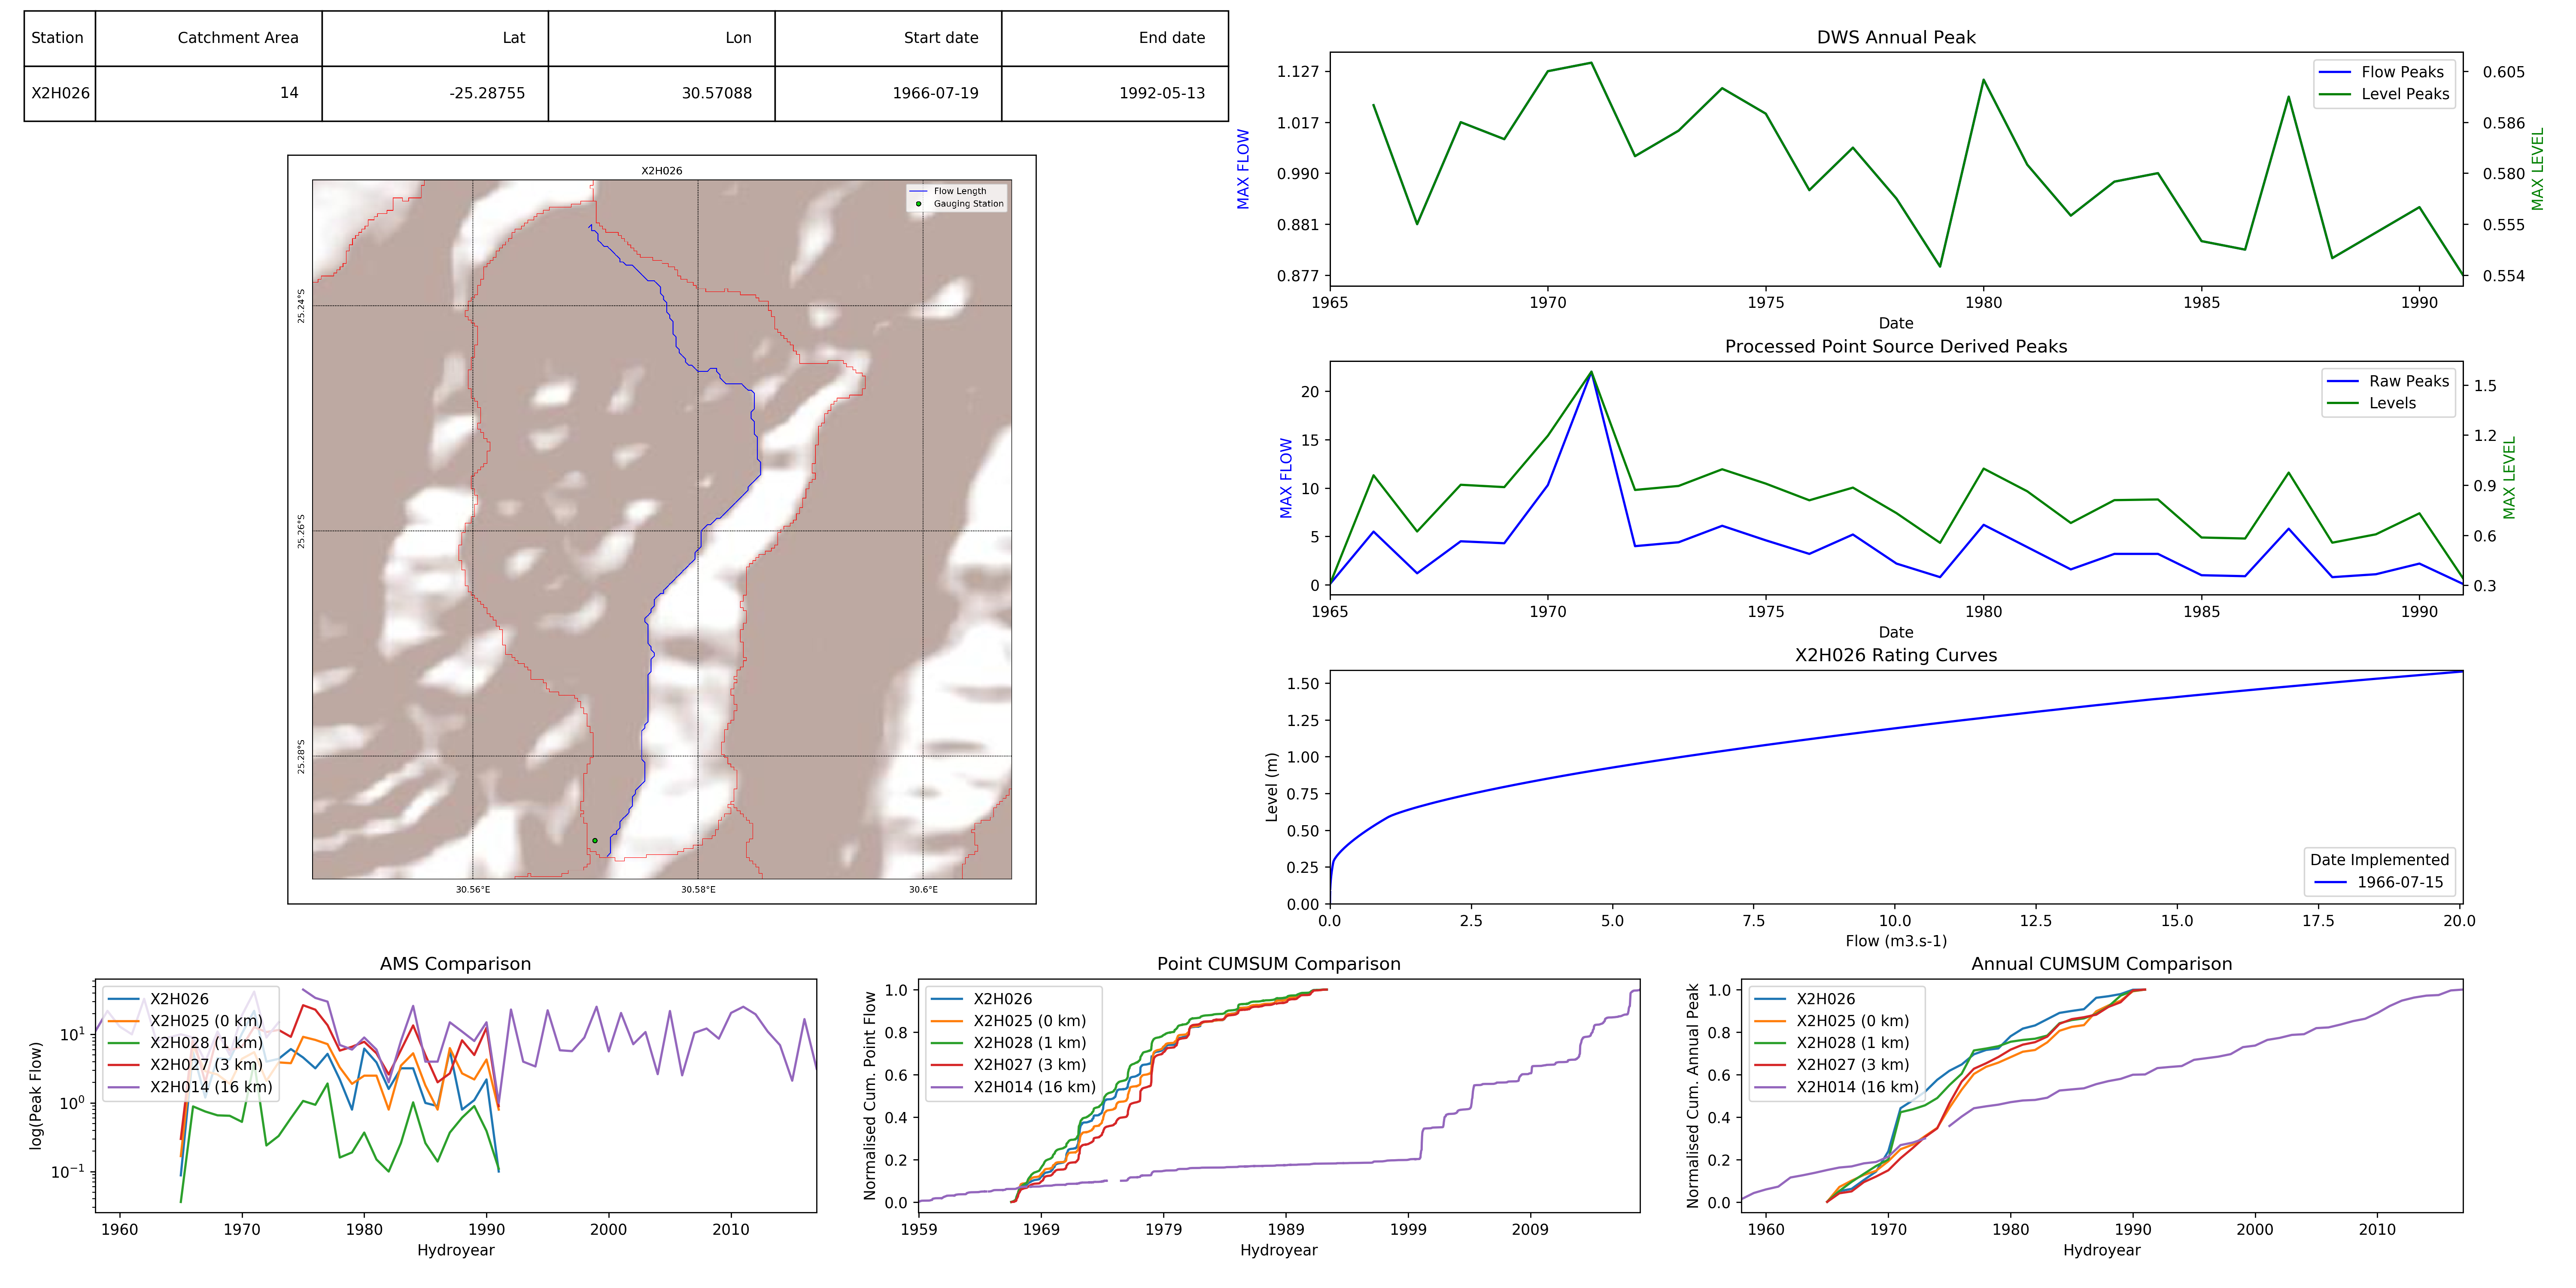 Station Catchment Area Lat Lon Start date End date
X2H026 14 -25.28755 30.57088 1966-07-19 1992-05-13
X2H026
Flow Length
Gauging Station
25.24°S
25.26°S
25.28°S
30.56°E 30.58°E 30.6°E
DWS Annual Peak
MAX FLOW
1.127
1.017
0.990
0.881
0.877
Flow Peaks
Level Peaks
0.605
0.586
0.580
0.555
0.554
MAX LEVEL
1965 1970 1975 1980 1985 1990
Date
Processed Point Source Derived Peaks
MAX FLOW
20
15
10
5
0
Raw Peaks
Levels
1.5
1.2
0.9
0.6
0.3
MAX LEVEL
1965 1970 1975 1980 1985 1990
Date
X2H026 Rating Curves
Level (m)
1.50
1.25
1.00
0.75
0.50
0.25
0.00
Date Implemented
1966-07-15
0.0 2.5 5.0 7.5 10.0 12.5 15.0 17.5 20.0
Flow (m3.s-1)
AMS Comparison
log(Peak Flow)
10¹
10⁰
10⁻¹
X2H026
X2H025 (0 km)
X2H028 (1 km)
X2H027 (3 km)
X2H014 (16 km)
1960 1970 1980 1990 2000 2010
Hydroyear
Point CUMSUM Comparison
Normalised Cum. Point Flow
1.0
0.8
0.6
0.4
0.2
0.0
X2H026
X2H025 (0 km)
X2H028 (1 km)
X2H027 (3 km)
X2H014 (16 km)
1959 1969 1979 1989 1999 2009
Hydroyear
Annual CUMSUM Comparison
Normalised Cum. Annual Peak
1.0
0.8
0.6
0.4
0.2
0.0
X2H026
X2H025 (0 km)
X2H028 (1 km)
X2H027 (3 km)
X2H014 (16 km)
1960 1970 1980 1990 2000 2010
Hydroyear